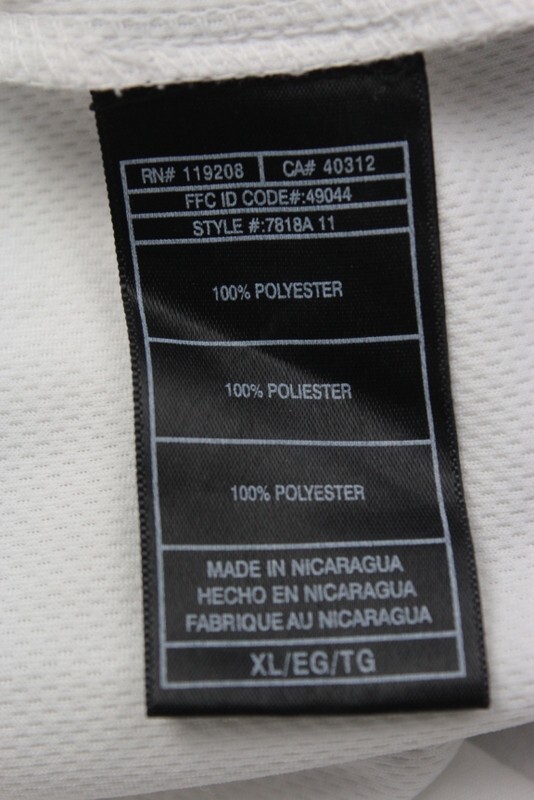 RN# 119208 CA# 40312
FFC ID CODE#:49044
STYLE #:7818A 11
100% POLYESTER
100% POLIESTER
100% POLYESTER
MADE IN NICARAGUA
HECHO EN NICARAGUA
FABRIQUE AU NICARAGUA
XL/EG/TG